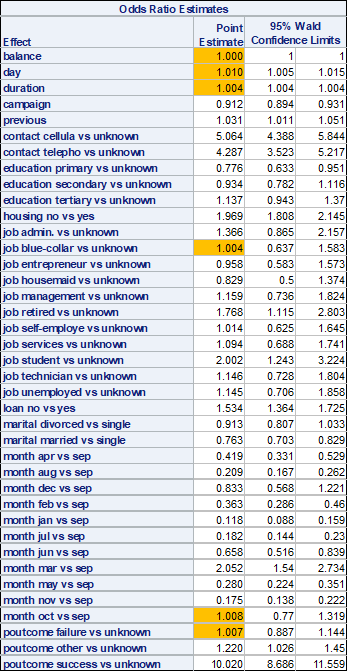 Odds Ratio Estimates
Effect Point Estimate 95% Wald Confidence Limits
balance 1.000 1 1
day 1.010 1.005 1.015
duration 1.004 1.004 1.004
campaign 0.912 0.894 0.931
previous 1.031 1.011 1.051
contact cellula vs unknown 5.064 4.388 5.844
contact telepho vs unknown 4.287 3.523 5.217
education primary vs unknown 0.776 0.633 0.951
education secondary vs unknown 0.934 0.782 1.116
education tertiary vs unknown 1.137 0.943 1.37
housing no vs yes 1.969 1.808 2.145
job admin. vs unknown 1.366 0.865 2.157
job blue-collar vs unknown 1.004 0.637 1.583
job entrepreneur vs unknown 0.958 0.583 1.573
job housemaid vs unknown 0.829 0.5 1.374
job management vs unknown 1.159 0.736 1.824
job retired vs unknown 1.768 1.115 2.803
job self-employe vs unknown 1.014 0.625 1.645
job services vs unknown 1.094 0.688 1.741
job student vs unknown 2.002 1.243 3.224
job technician vs unknown 1.146 0.728 1.804
job unemployed vs unknown 1.145 0.706 1.858
loan no vs yes 1.534 1.364 1.725
marital divorced vs single 0.913 0.807 1.033
marital married vs single 0.763 0.703 0.829
month apr vs sep 0.419 0.331 0.529
month aug vs sep 0.209 0.167 0.262
month dec vs sep 0.833 0.568 1.221
month feb vs sep 0.363 0.286 0.46
month jan vs sep 0.118 0.088 0.159
month jul vs sep 0.182 0.144 0.23
month jun vs sep 0.658 0.516 0.839
month mar vs sep 2.052 1.54 2.734
month may vs sep 0.280 0.224 0.351
month nov vs sep 0.175 0.138 0.222
month oct vs sep 1.008 0.77 1.319
poutcome failure vs unknown 1.007 0.887 1.144
poutcome other vs unknown 1.220 1.026 1.45
poutcome success vs unknown 10.020 8.686 11.559